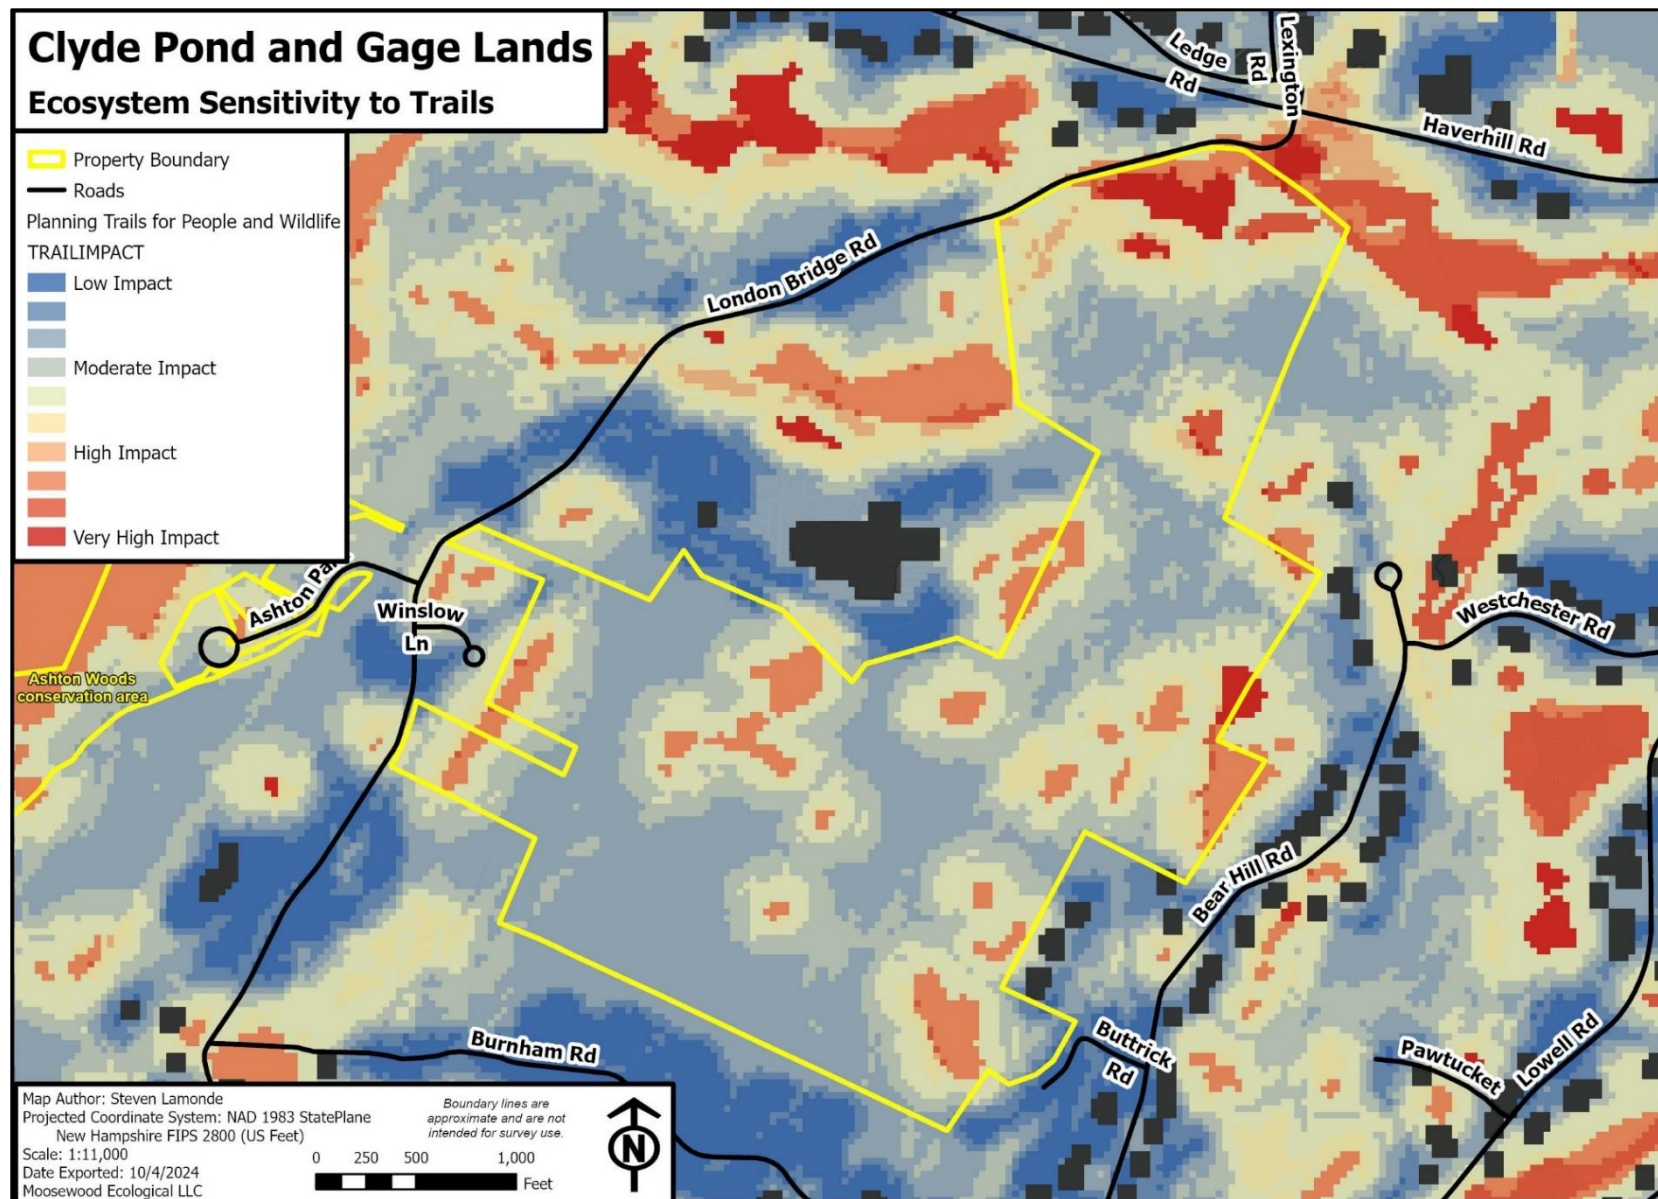 Clyde Pond and Gage Lands
Ecosystem Sensitivity to Trails
Property Boundary
Roads
Planning Trails for People and Wildlife
TRAILIMPACT
Low Impact
Moderate Impact
High Impact
Very High Impact
Ledge
Rd
Lexington
Rd
Haverhill Rd
London Bridge Rd
Ashton
Winslow
Ln
Ashton Woods
conservation area
Westchester Rd
Bear Hill Rd
Buttrick
Rd
Burnham Rd
Pawtucket
Lowell Rd
Map Author: Steven Lamonde
Projected Coordinate System: NAD 1983 StatePlane
New Hampshire FIPS 2800 (US Feet)
Scale: 1:11,000
Date Exported: 10/4/2024
Moosewood Ecological LLC
Boundary lines are
approximate and are not
intended for survey use.
0 250 500 1,000
Feet
N